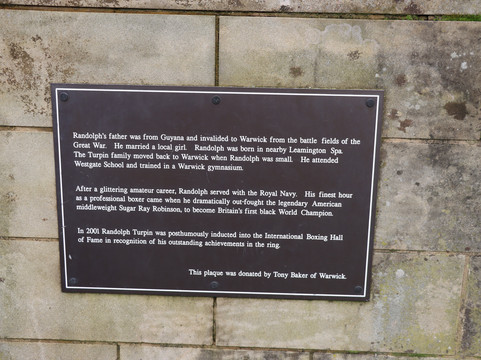 Randolph's father was from Guyana and invalided to Warwick from the battle fields of the
Great War. He married a local girl. Randolph was born in nearby Leamington Spa.
The Turpin family moved back to Warwick when Randolph was small. He attended
Westgate School and trained in a Warwick gymnasium.
After a glittering amateur career, Randolph served with the Royal Navy. His finest hour
as a professional boxer came when he dramatically out-fought the legendary American
middleweight Sugar Ray Robinson, to become Britain's first black World Champion.
In 2001 Randolph Turpin was posthumously inducted into the International Boxing Hall
of Fame in recognition of his outstanding achievements in the ring.
This plaque was donated by Tony Baker of Warwick.